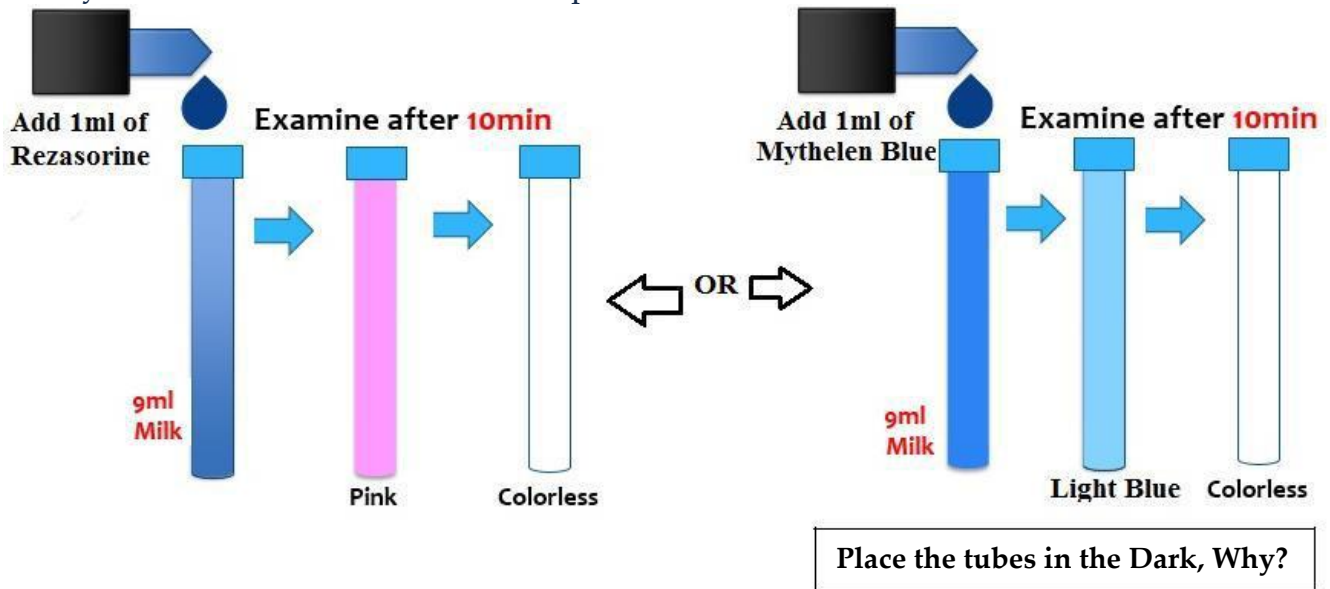 Add 1ml of
Rezasorine
Examine after 10min
9ml
Milk
Pink
Colorless
OR
Add 1ml of
Mythelen Blue
Examine after 10min
9ml
Milk
Light Blue
Colorless
Place the tubes in the Dark, Why?